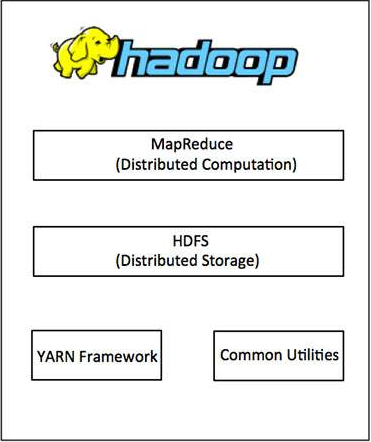 hadoop
MapReduce
(Distributed Computation)
HDFS
(Distributed Storage)
YARN Framework
Common Utilities